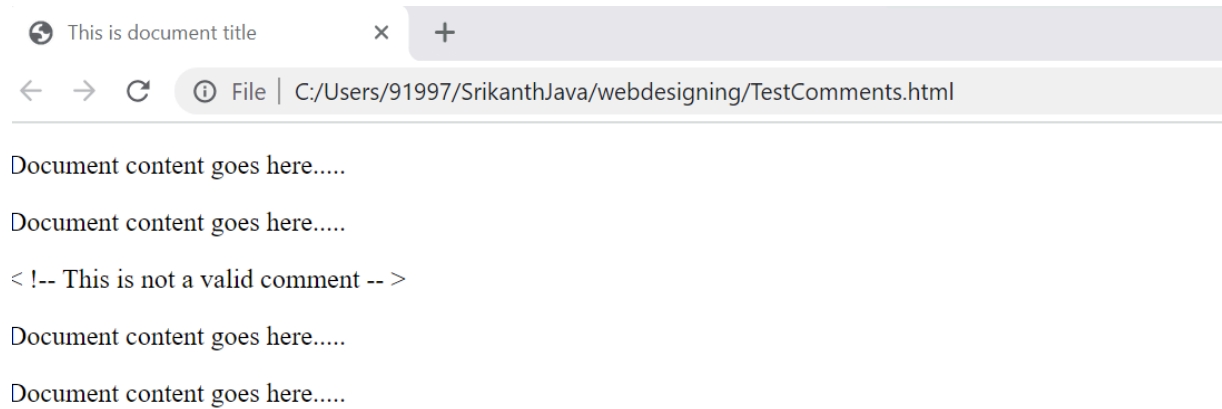 This is document title
File C:/Users/91997/SrikanthJava/webdesigning/TestComments.html
Document content goes here.....
Document content goes here.....
< !-- This is not a valid comment -- >
Document content goes here.....
Document content goes here.....